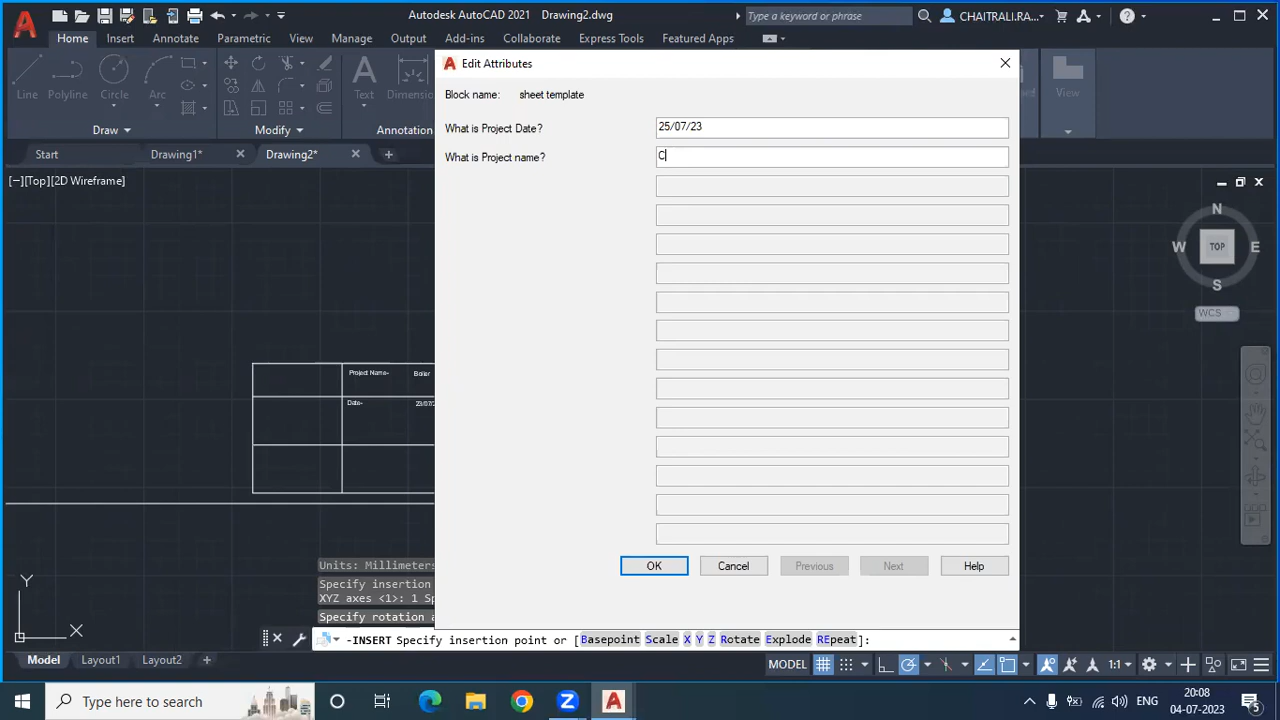 Autodesk AutoCAD 2021 Drawing2.dwg
Type a keyword or phrase
CHAITRALI.RA...
Home Insert Annotate Parametric View Manage Output Add-ins Collaborate Express Tools Featured Apps
Line Polyline Circle Arc
Text Dimension
View
Draw
Modify
Annotation
Start Drawing1* Drawing2*
[−][Top][2D Wireframe]
Edit Attributes
Block name: sheet template
What is Project Date? 25/07/23
What is Project name? C
OK Cancel Previous Next Help
N
W TOP E
S
WCS
Project Name- Boiler
Date- 23/07/2
Y
X
Units: Millimeters
Specify insertion
XYZ axes <1>: 1 Sp
Specify rotation a
-INSERT Specify insertion point or [Basepoint Scale X Y Z Rotate Explode REpeat]:
Model Layout1 Layout2 +
MODEL 1:1
Type here to search
ENG
20:08
04-07-2023
5